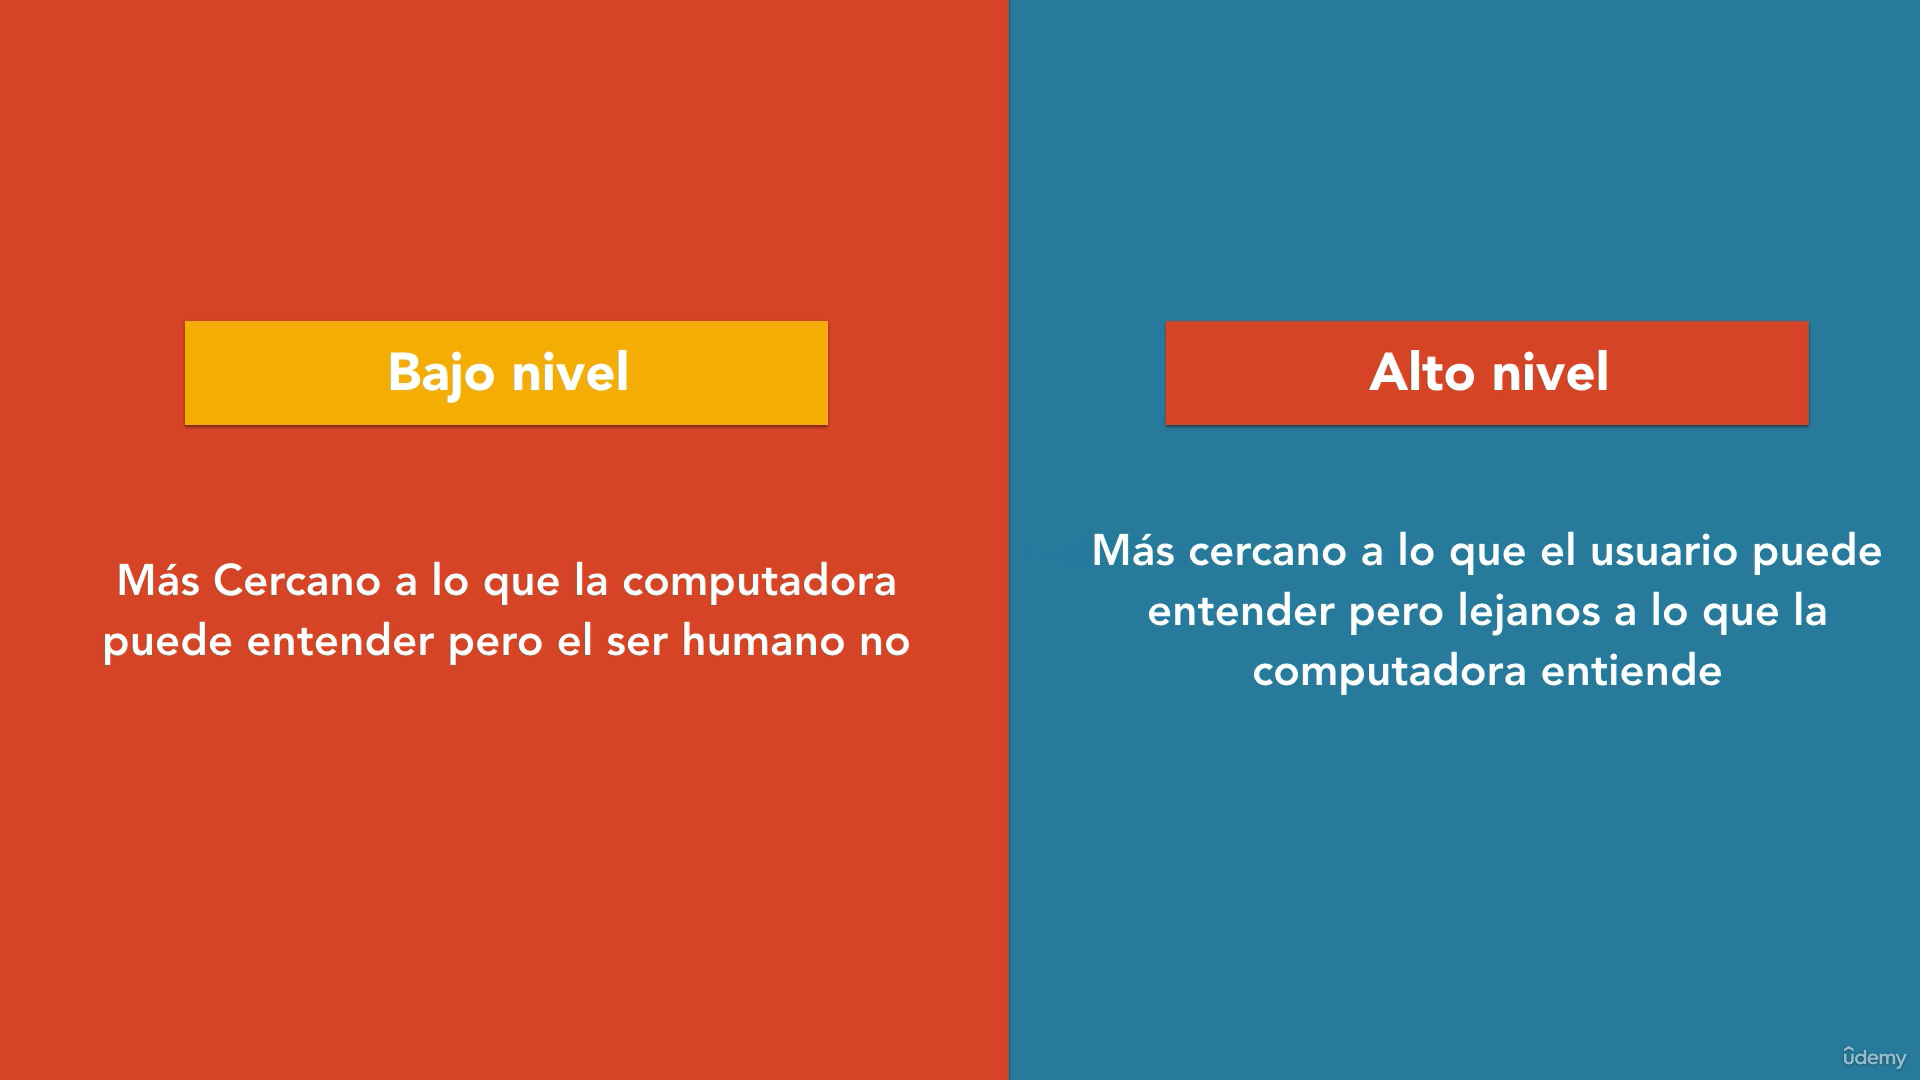 Bajo nivel
Más Cercano a lo que la computadora
puede entender pero el ser humano no
Alto nivel
Más cercano a lo que el usuario puede
entender pero lejanos a lo que la
computadora entiende
ûdemy